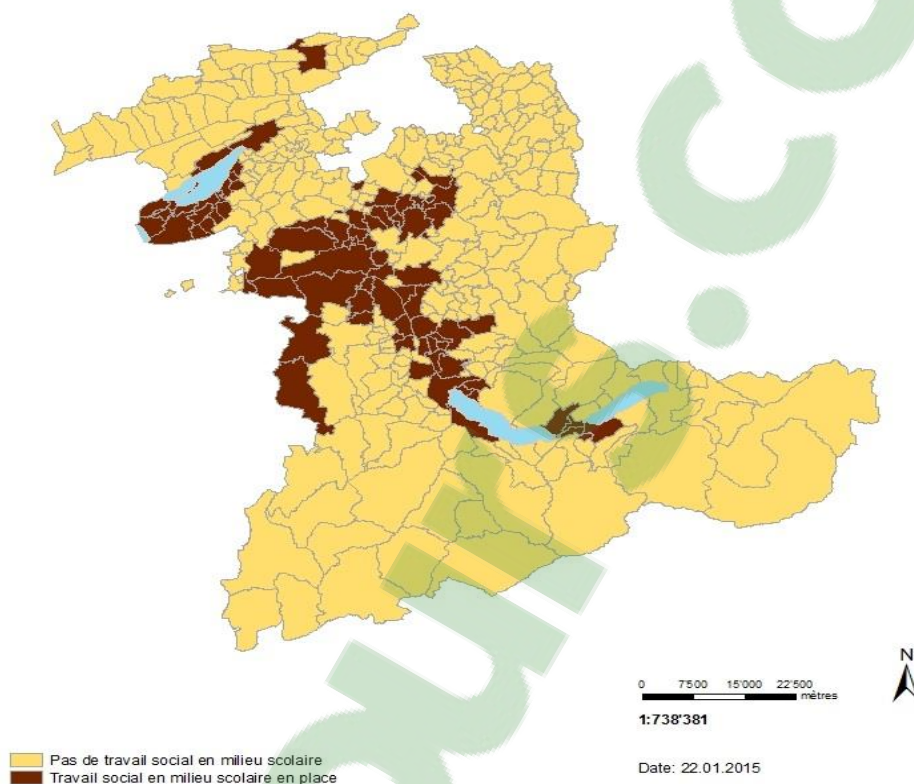 N
0 7'500 15'000 22'500
mètres
1:738'381
Pas de travail social en milieu scolaire
Travail social en milieu scolaire en place
Date: 22.01.2015